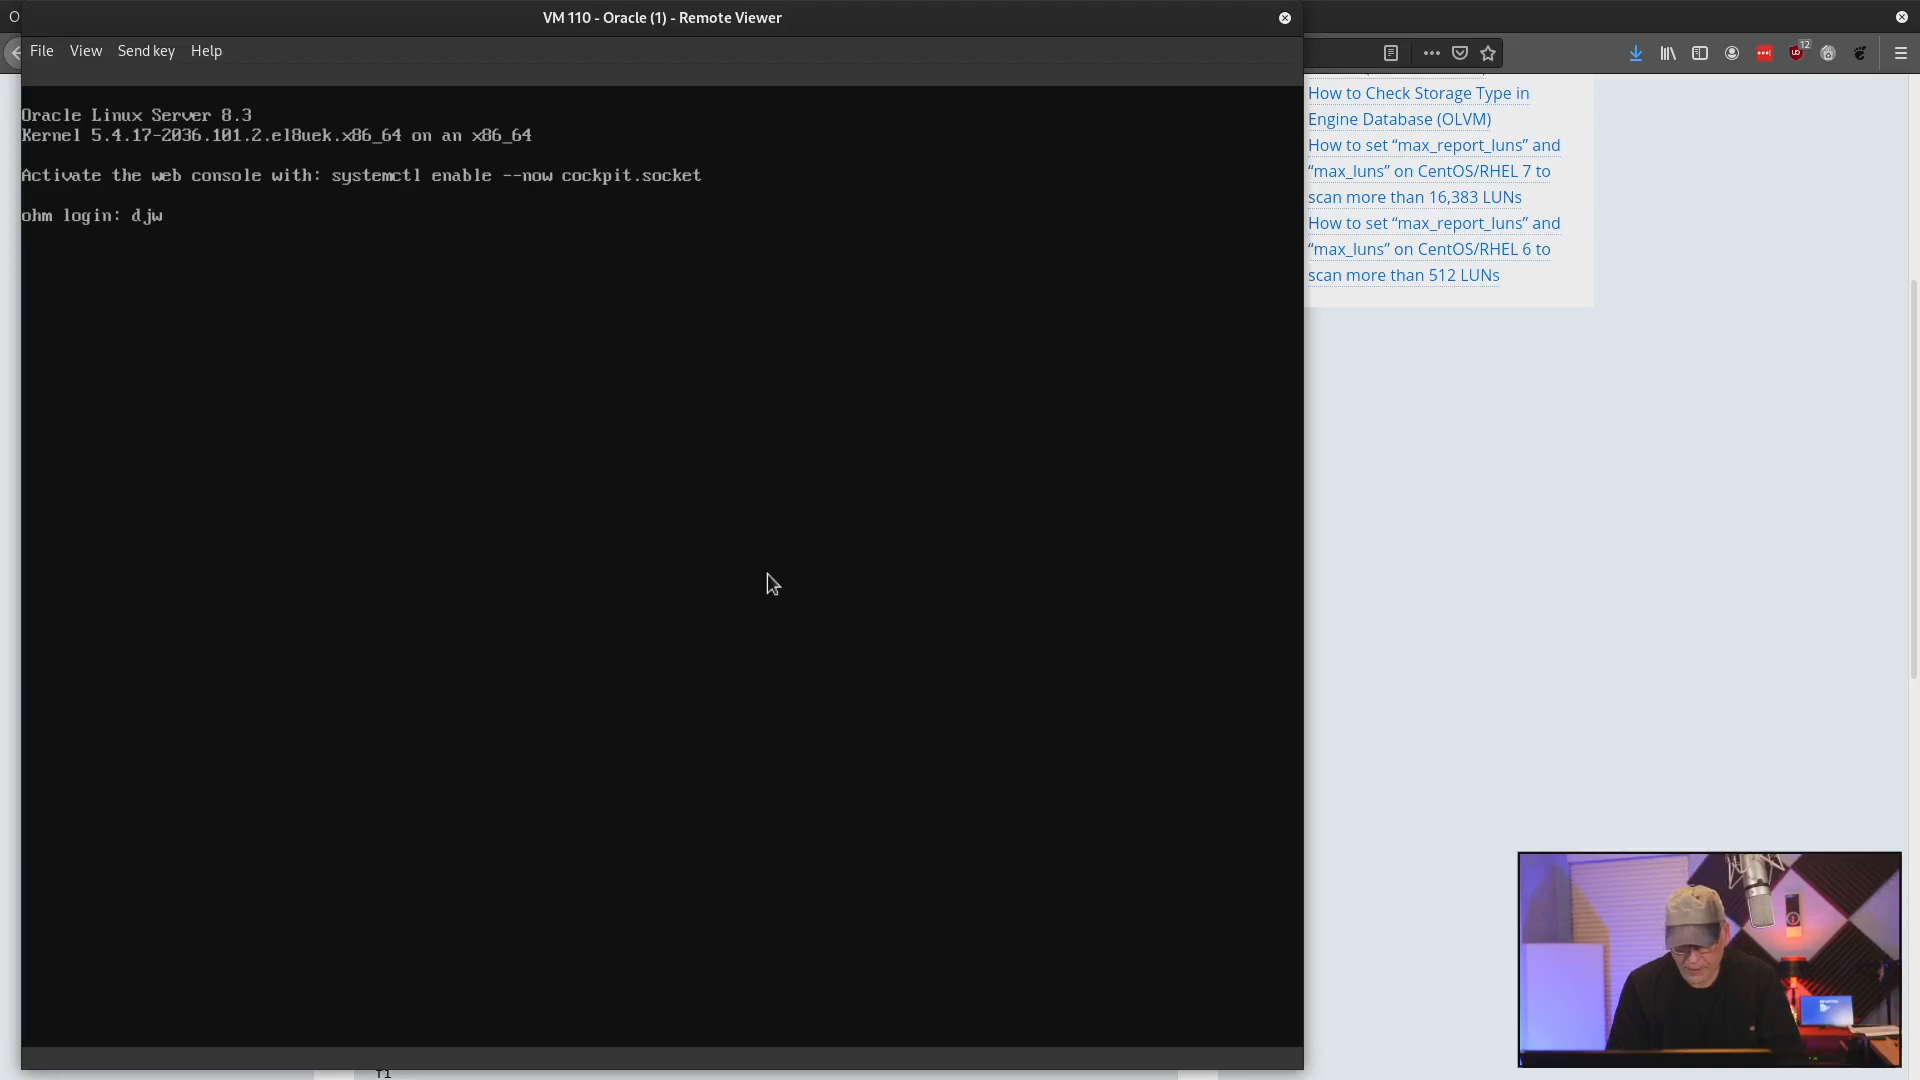 VM 110 - Oracle (1) - Remote Viewer
File View Send key Help
Oracle Linux Server 8.3
Kernel 5.4.17-2036.101.2.el8uek.x86_64 on an x86_64
Activate the web console with: systemctl enable --now cockpit.socket
ohm login: djw
12
How to Check Storage Type in
Engine Database (OLVM)
How to set “max_report_luns” and
“max_luns” on CentOS/RHEL 7 to
scan more than 16,383 LUNs
How to set “max_report_luns” and
“max_luns” on CentOS/RHEL 6 to
scan more than 512 LUNs